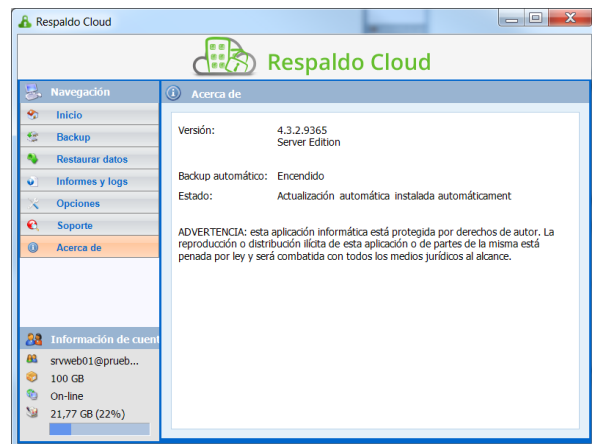 Respaldo Cloud
Respaldo Cloud
Navegación
Inicio
Backup
Restaurar datos
Informes y logs
Opciones
Soporte
Acerca de
Información de cuent
srvweb01@prueb...
100 GB
On-line
21,77 GB (22%)
Acerca de
Versión: 4.3.2.9365
Server Edition
Backup automático: Encendido
Estado: Actualización automática instalada automáticament
ADVERTENCIA: esta aplicación informática está protegida por derechos de autor. La
reproducción o distribución ilícita de esta aplicación o de partes de la misma está
penada por ley y será combatida con todos los medios jurídicos al alcance.